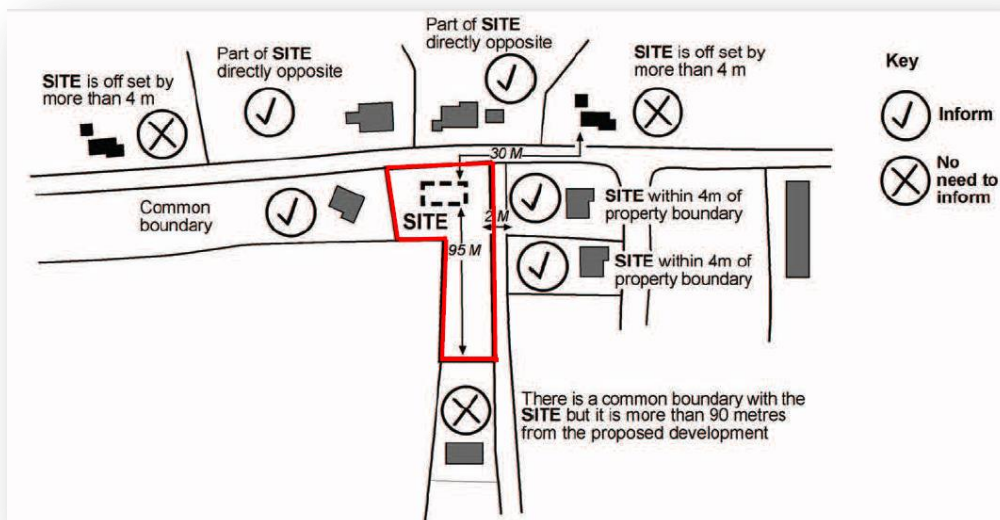 Part of SITE
directly opposite
Part of SITE
directly opposite
SITE is off set by
more than 4 m
SITE is off set by
more than 4 m
Key
Inform
No
need to
inform
30 M
Common
boundary
SITE
2 M
95 M
SITE within 4m of
property boundary
SITE within 4m of
property boundary
There is a common boundary with the
SITE but it is more than 90 metres
from the proposed development